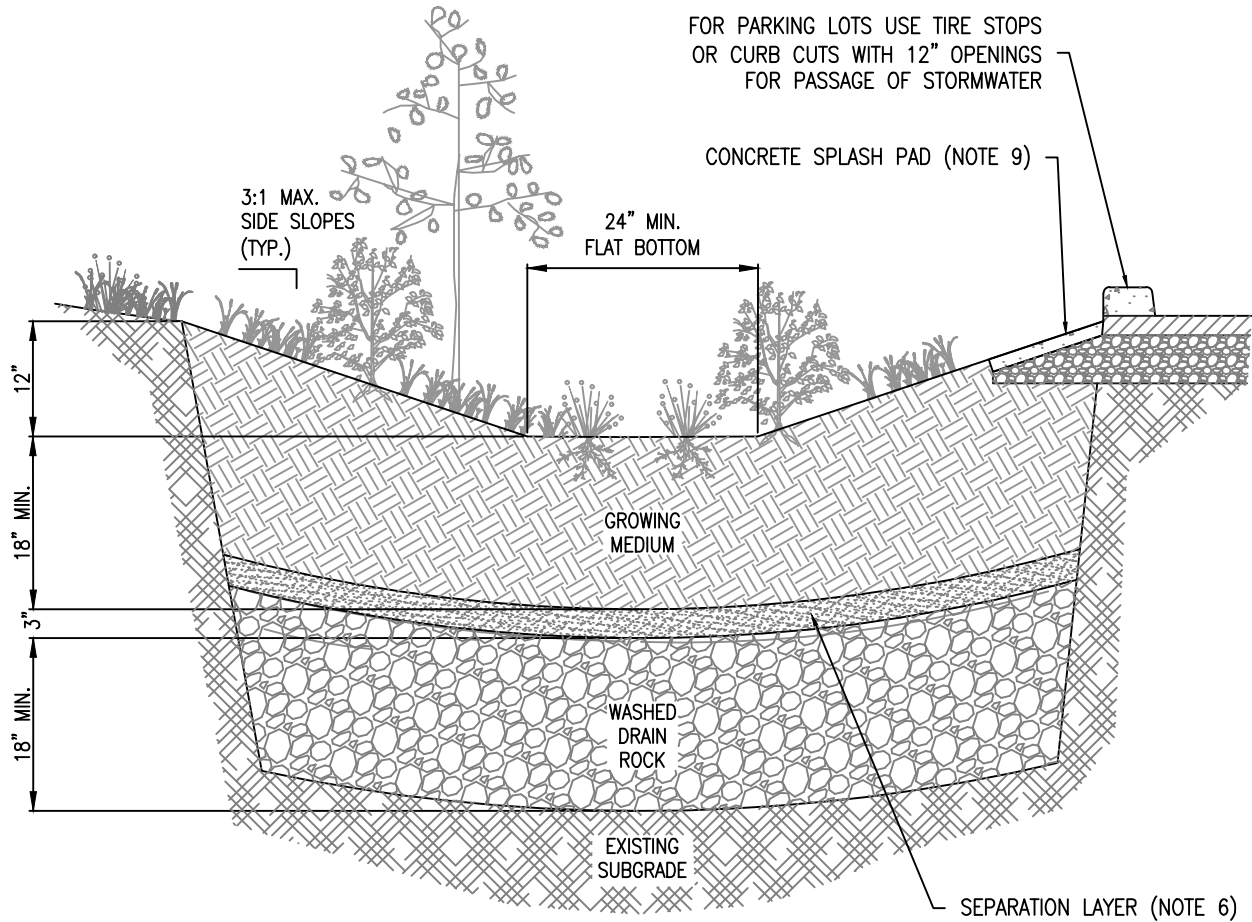 FOR PARKING LOTS USE TIRE STOPS
OR CURB CUTS WITH 12" OPENINGS
FOR PASSAGE OF STORMWATER
CONCRETE SPLASH PAD (NOTE 9)
3:1 MAX.
SIDE SLOPES
(TYP.)
24" MIN.
FLAT BOTTOM
12"
18" MIN.
GROWING
MEDIUM
3"
18" MIN.
WASHED
DRAIN
ROCK
EXISTING
SUBGRADE
SEPARATION LAYER (NOTE 6)